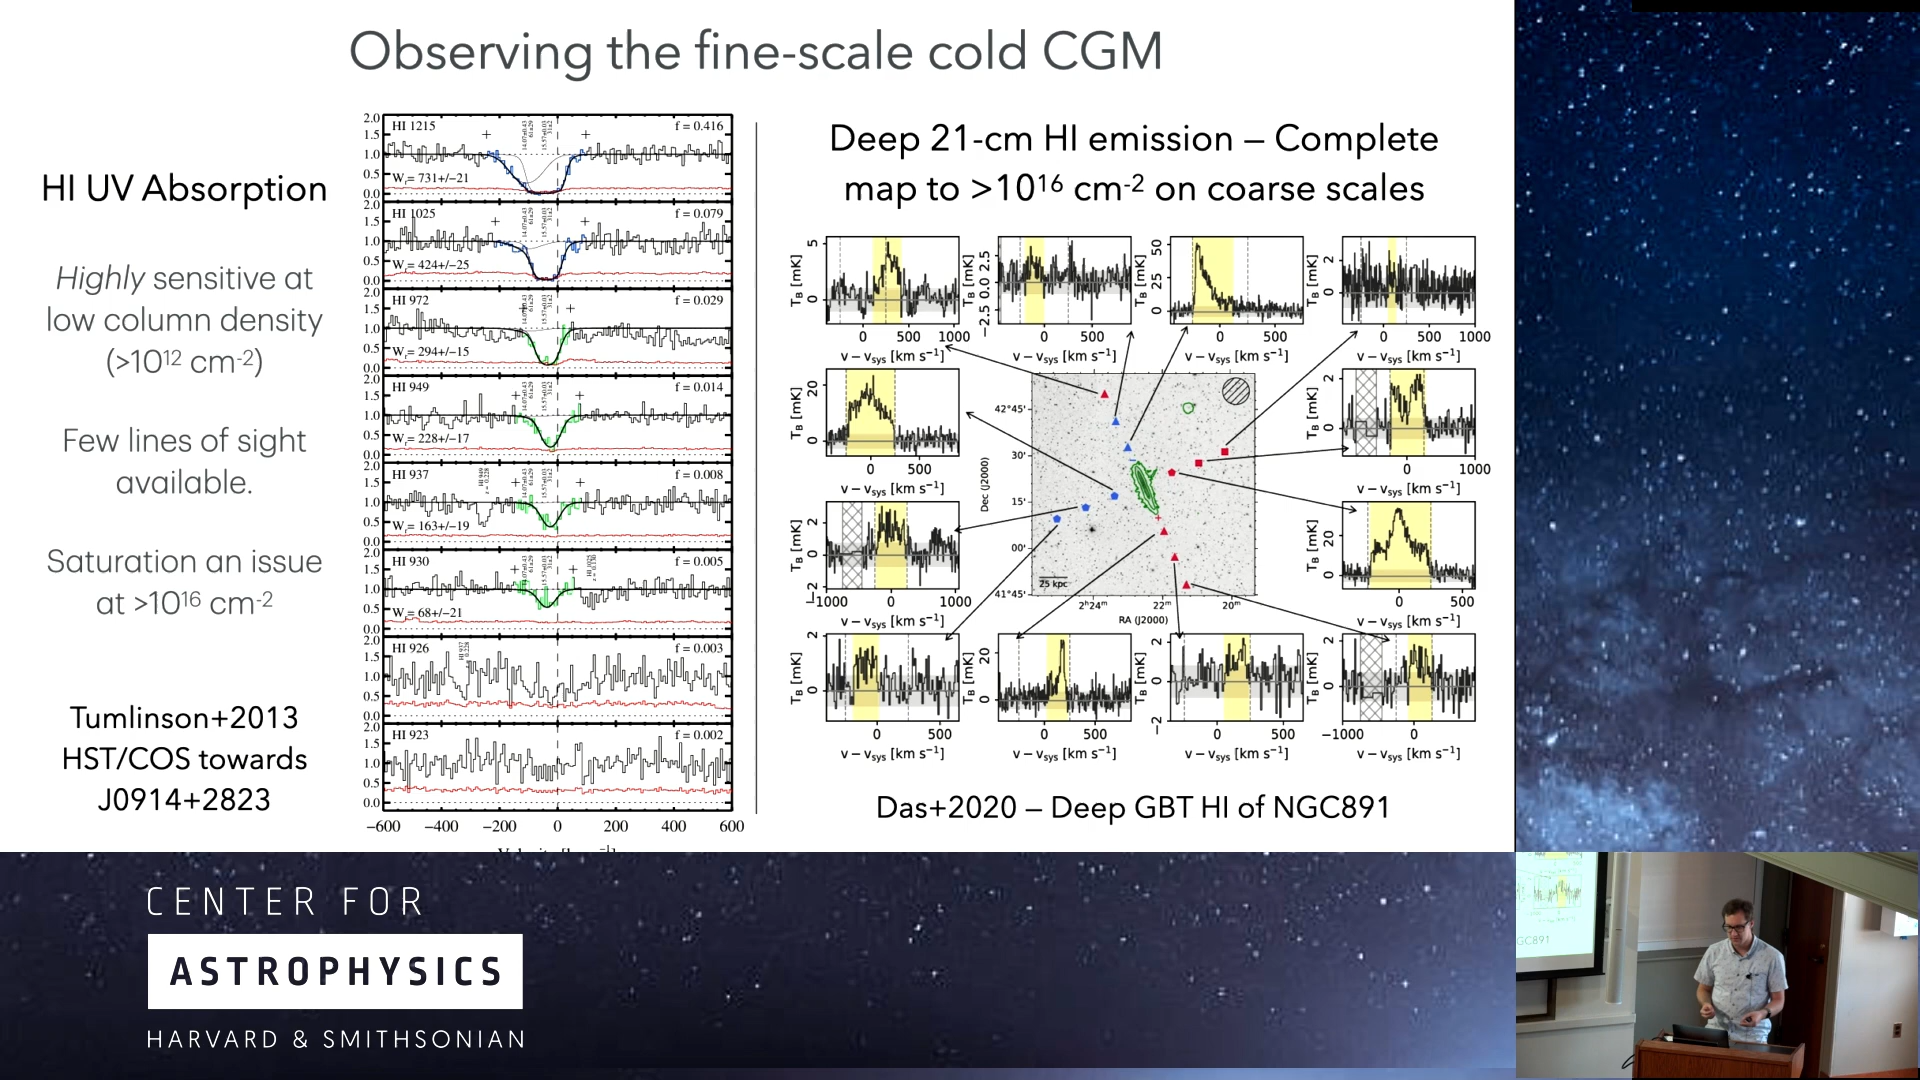 Observing the fine-scale cold CGM
HI UV Absorption
Highly sensitive at
low column density
(>10¹² cm⁻²)
Few lines of sight
available.
Saturation an issue
at >10¹⁶ cm⁻²
Tumlinson+2013
HST/COS towards
J0914+2823
HI 1215 f = 0.416
W_r = 731+/−21
HI 1025 f = 0.079
W_r = 424+/−25
HI 972 f = 0.029
W_r = 294+/−15
HI 949 f = 0.014
W_r = 228+/−17
HI 937 f = 0.008
W_r = 163+/−19
HI 930 f = 0.005
W_r = 68+/−21
HI 926 f = 0.003
HI 923 f = 0.002
−600 −400 −200 0 200 400 600
Deep 21-cm HI emission – Complete
map to >10¹⁶ cm⁻² on coarse scales
T_B [mK]
v − v_sys [km s⁻¹]
42°45'
30'
15'
00'
41°45'
Dec (J2000)
25 kpc
2ʰ24ᵐ 22ᵐ 20ᵐ
RA (J2000)
Das+2020 – Deep GBT HI of NGC891
CENTER FOR
ASTROPHYSICS
HARVARD & SMITHSONIAN
GC891